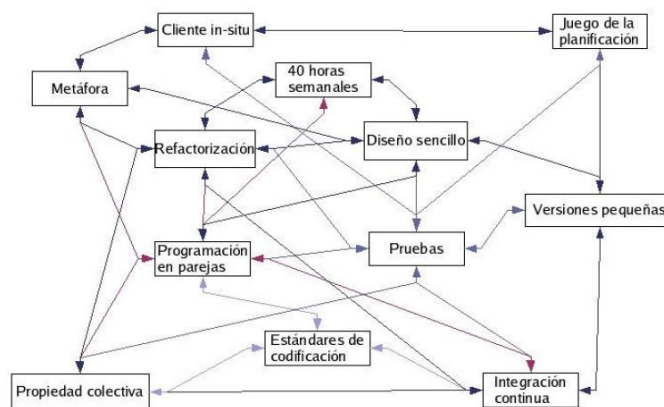 Cliente in-situ
Juego de la
planificación
40 horas
semanales
Metáfora
Refactorización
Diseño sencillo
Versiones pequeñas
Programación
en parejas
Pruebas
Estándares de
codificación
Propiedad colectiva
Integración
continua